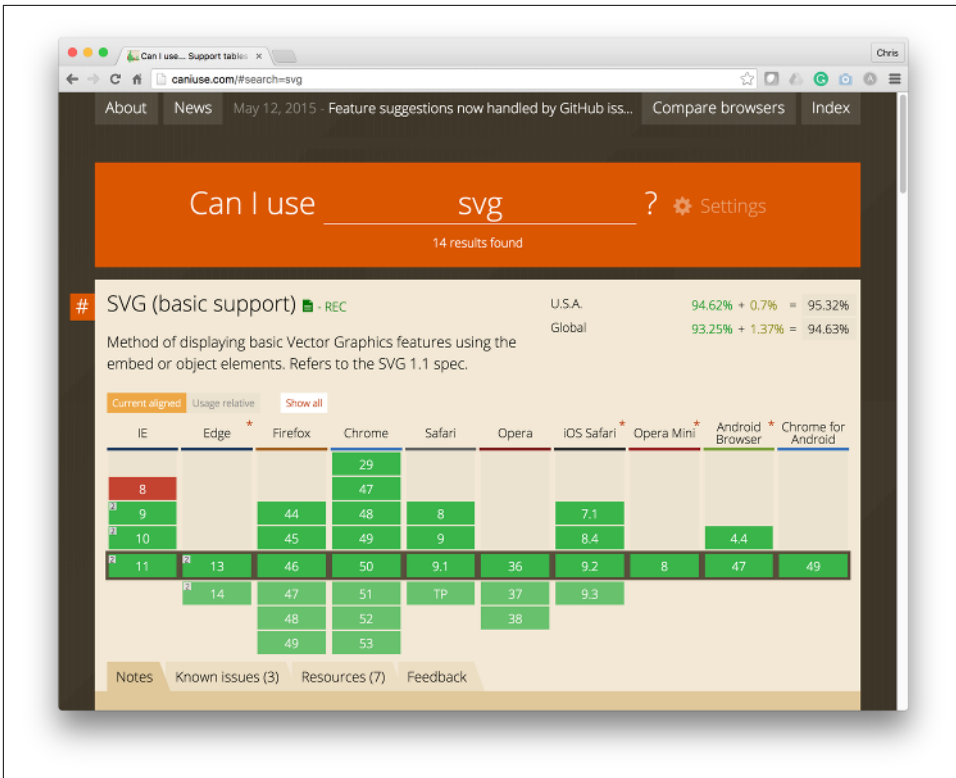 Can I use... Support tables ×
Chris
caniuse.com/#search=svg
About News May 12, 2015 - Feature suggestions now handled by GitHub iss... Compare browsers Index
Can I use svg ? Settings
14 results found
# SVG (basic support) - REC
Method of displaying basic Vector Graphics features using the
embed or object elements. Refers to the SVG 1.1 spec.
U.S.A. 94.62% + 0.7% = 95.32%
Global 93.25% + 1.37% = 94.63%
Current aligned Usage relative Show all
IE Edge * Firefox Chrome Safari Opera iOS Safari * Opera Mini * Android Browser * Chrome for Android
29
8 47
2 9 44 48 8 7.1
2 10 45 49 9 8.4 4.4
2 11 2 13 46 50 9.1 36 9.2 8 47 49
2 14 47 51 TP 37 9.3
48 52 38
49 53
Notes Known issues (3) Resources (7) Feedback